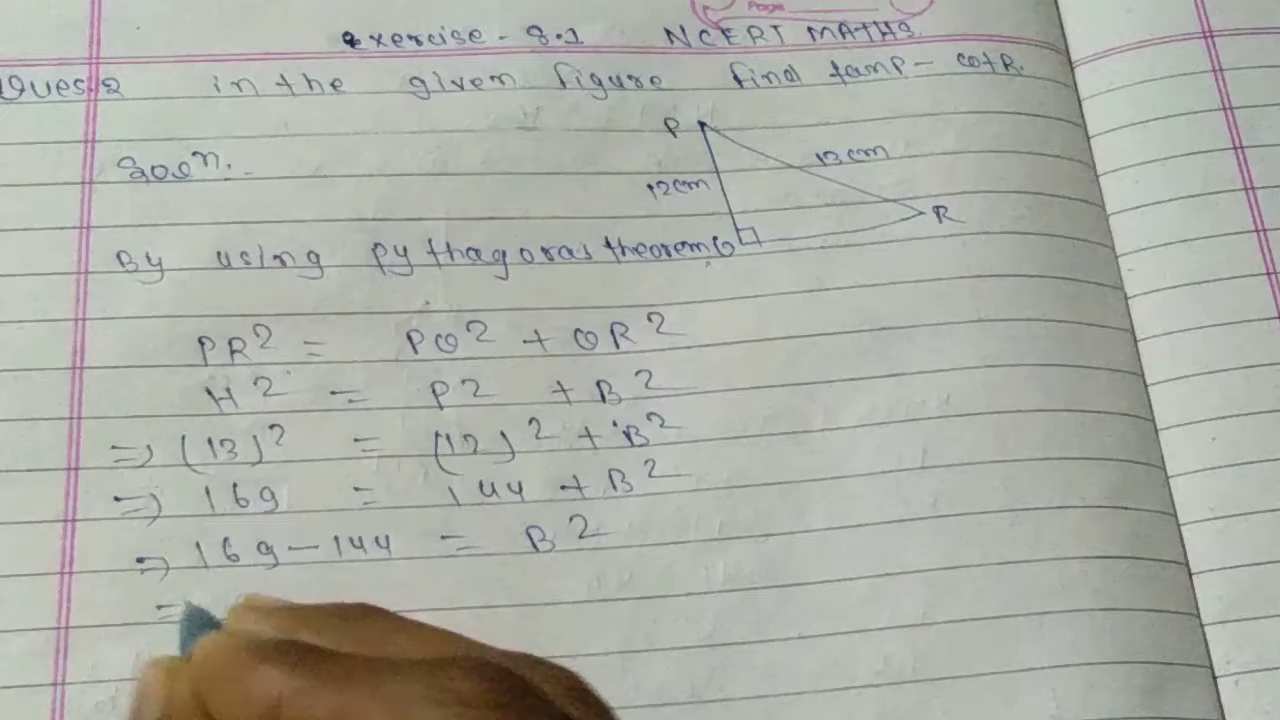 Page
exercise - 8.1 NCERT MATHS
Ques:2 in the given figure find tanP - cotR.
Soln.
P
13cm
12cm
R
By using pythagoras theorem Q
PR2 = PQ2 + QR2
H2 = P2 + B2
=> (13)2 = (12)2 + B2
=> 169 = 144 + B2
=> 169 - 144 = B2
=